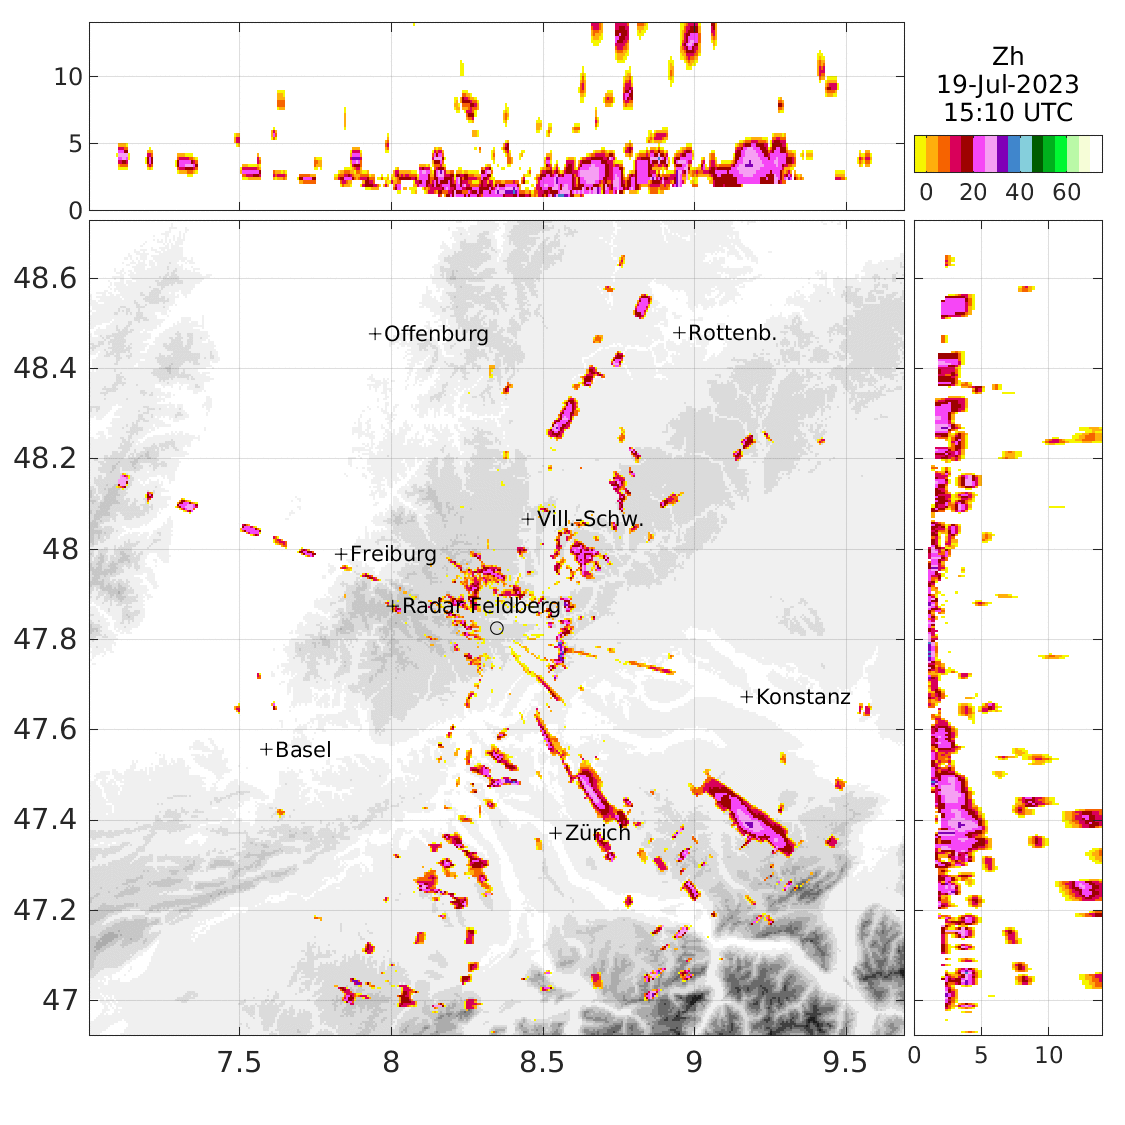 Zh
19-Jul-2023
15:10 UTC
0 20 40 60
10
5
0
48.6
48.4
48.2
48
47.8
47.6
47.4
47.2
47
+Offenburg
+Rottenb.
+Vill.-Schw.
+Freiburg
+Radar Feldberg
+Konstanz
+Basel
+Zürich
7.5 8 8.5 9 9.5
0 5 10